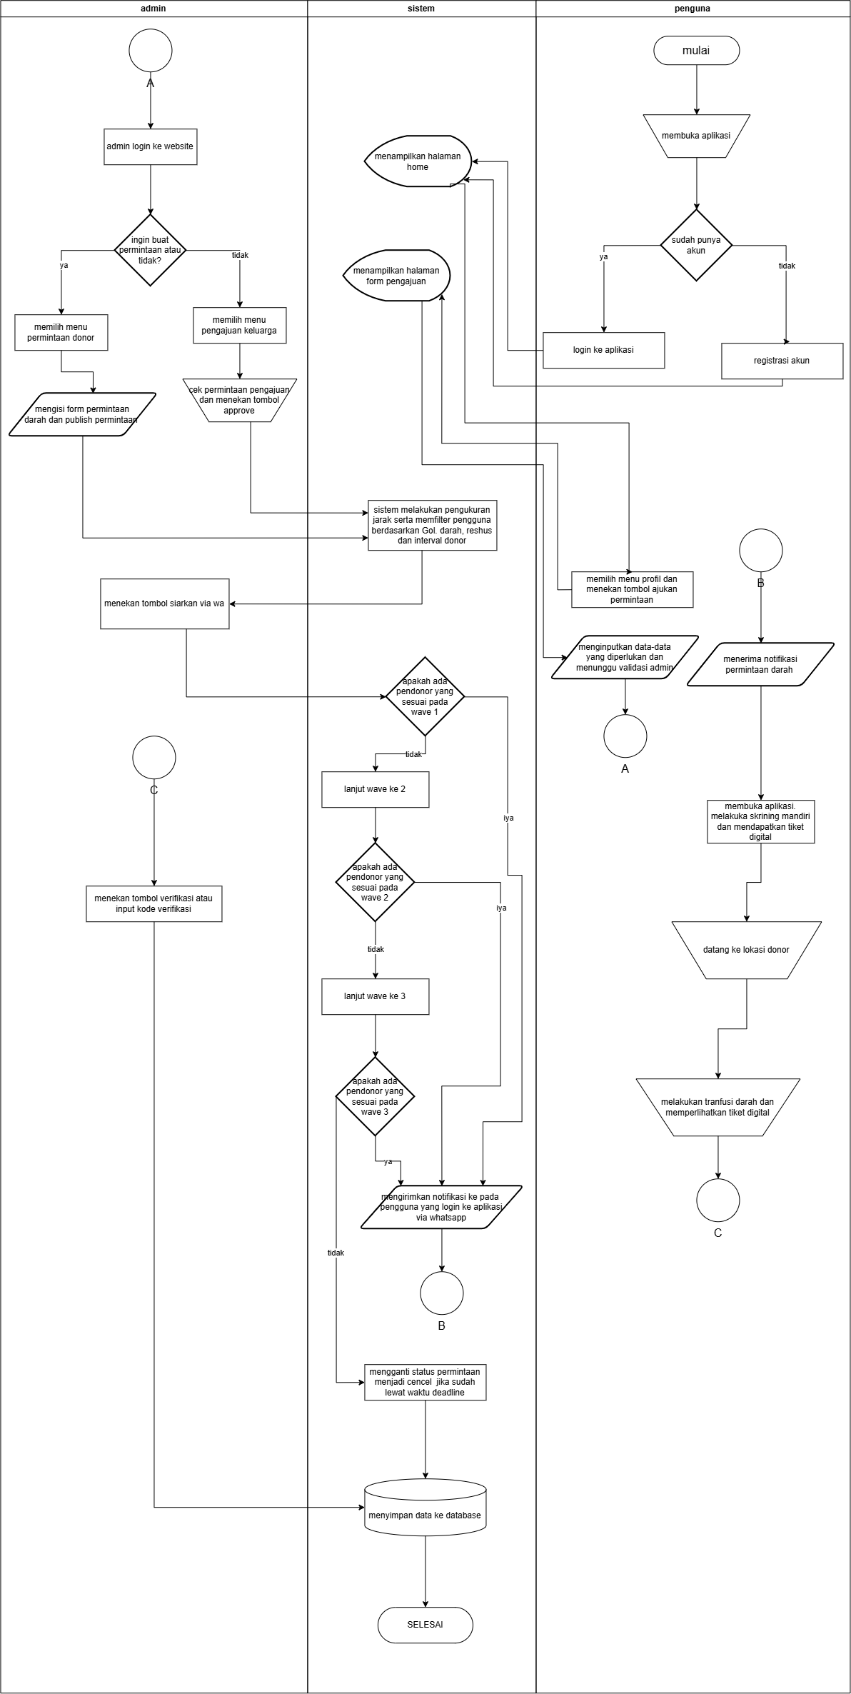 admin
sistem
penguna
A
admin login ke website
ingin buat
permintaan atau
tidak?
ya
tidak
memilih menu
permintaan donor
memilih menu
pengajuan keluarga
mengisi form permintaan
darah dan publish permintaan
cek permintaan pengajuan
dan menekan tombol
approve
menekan tombol siarkan via wa
C
menekan tombol verifikasi atau
input kode verifikasi
menampilkan halaman
home
menampilkan halaman
form pengajuan
sistem melakukan pengukuran
jarak serta memfilter pengguna
berdasarkan Gol. darah, reshus
dan interval donor
apakah ada
pendonor yang
sesuai pada
wave 1
tidak
iya
lanjut wave ke 2
apakah ada
pendonor yang
sesuai pada
wave 2
iya
tidak
lanjut wave ke 3
apakah ada
pendonor yang
sesuai pada
wave 3
ya
tidak
mengirimkan notifikasi ke pada
pengguna yang login ke aplikasi
via whatsapp
B
mengganti status permintaan
menjadi cencel jika sudah
lewat waktu deadline
menyimpan data ke database
SELESAI
mulai
membuka aplikasi
sudah punya
akun
ya
tidak
login ke aplikasi
registrasi akun
memilih menu profil dan
menekan tombol ajukan
permintaan
menginputkan data-data
yang diperlukan dan
menunggu validasi admin
A
B
menerima notifikasi
permintaan darah
membuka aplikasi.
melakuka skrining mandiri
dan mendapatkan tiket
digital
datang ke lokasi donor
melakukan tranfusi darah dan
memperlihatkan tiket digital
C